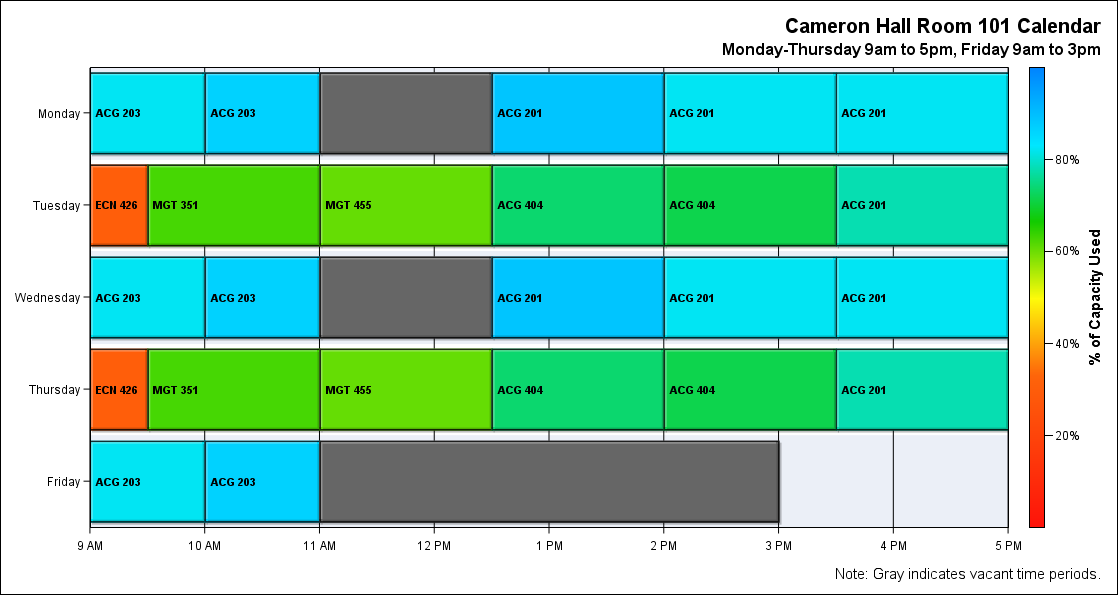 Cameron Hall Room 101 Calendar
Monday-Thursday 9am to 5pm, Friday 9am to 3pm
Monday ACG 203 ACG 203 ACG 201 ACG 201 ACG 201
80%
Tuesday ECN 426 MGT 351 MGT 455 ACG 404 ACG 404 ACG 201
60%
Wednesday ACG 203 ACG 203 ACG 201 ACG 201 ACG 201
% of Capacity Used
40%
Thursday ECN 426 MGT 351 MGT 455 ACG 404 ACG 404 ACG 201
20%
Friday ACG 203 ACG 203
9 AM 10 AM 11 AM 12 PM 1 PM 2 PM 3 PM 4 PM 5 PM
Note: Gray indicates vacant time periods.